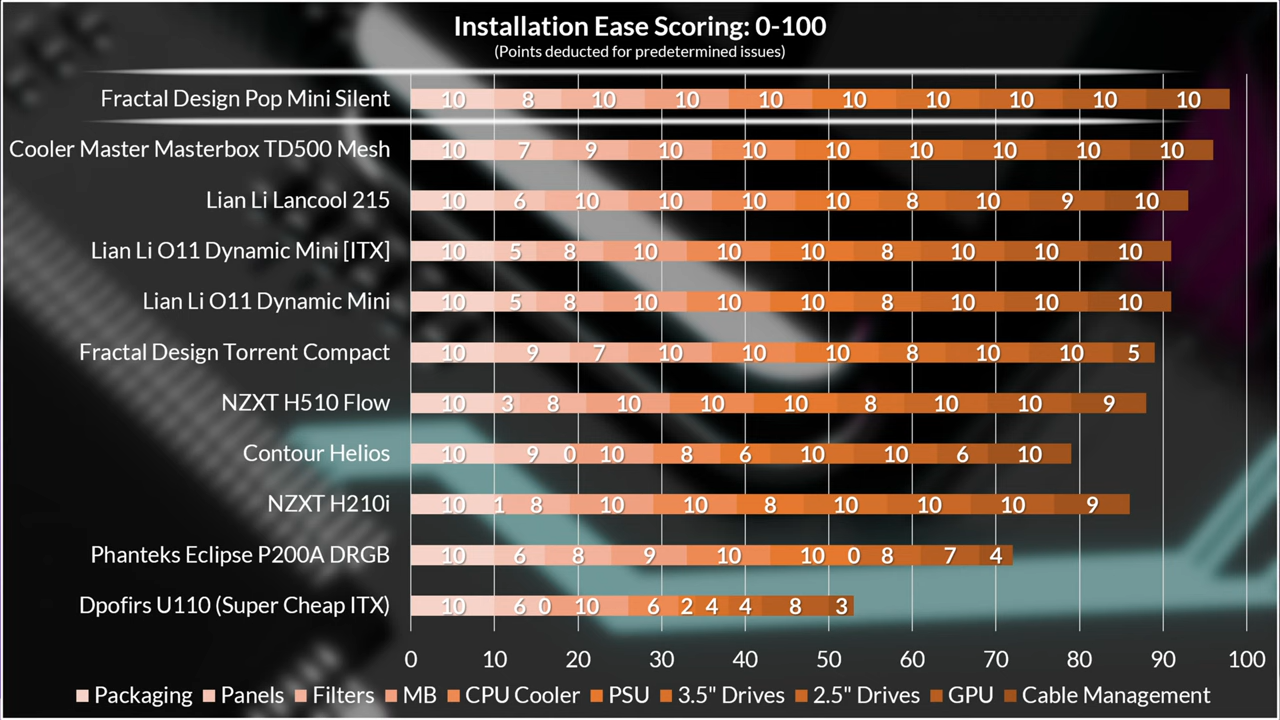 Installation Ease Scoring: 0-100
(Points deducted for predetermined issues)
Fractal Design Pop Mini Silent 10 8 10 10 10 10 10 10 10 10
Cooler Master Masterbox TD500 Mesh 10 7 9 10 10 10 10 10 10 10
Lian Li Lancool 215 10 6 10 10 10 10 8 10 9 10
Lian Li O11 Dynamic Mini [ITX] 10 5 8 10 10 10 8 10 10 10
Lian Li O11 Dynamic Mini 10 5 8 10 10 10 8 10 10 10
Fractal Design Torrent Compact 10 9 7 10 10 10 8 10 10 5
NZXT H510 Flow 10 3 8 10 10 10 8 10 10 9
Contour Helios 10 9 0 10 8 6 10 10 6 10
NZXT H210i 10 1 8 10 10 8 10 10 10 9
Phanteks Eclipse P200A DRGB 10 6 8 9 10 10 0 8 7 4
Dpofirs U110 (Super Cheap ITX) 10 6 0 10 6 2 4 4 8 3
0 10 20 30 40 50 60 70 80 90 100
Packaging Panels Filters MB CPU Cooler PSU 3.5" Drives 2.5" Drives GPU Cable Management